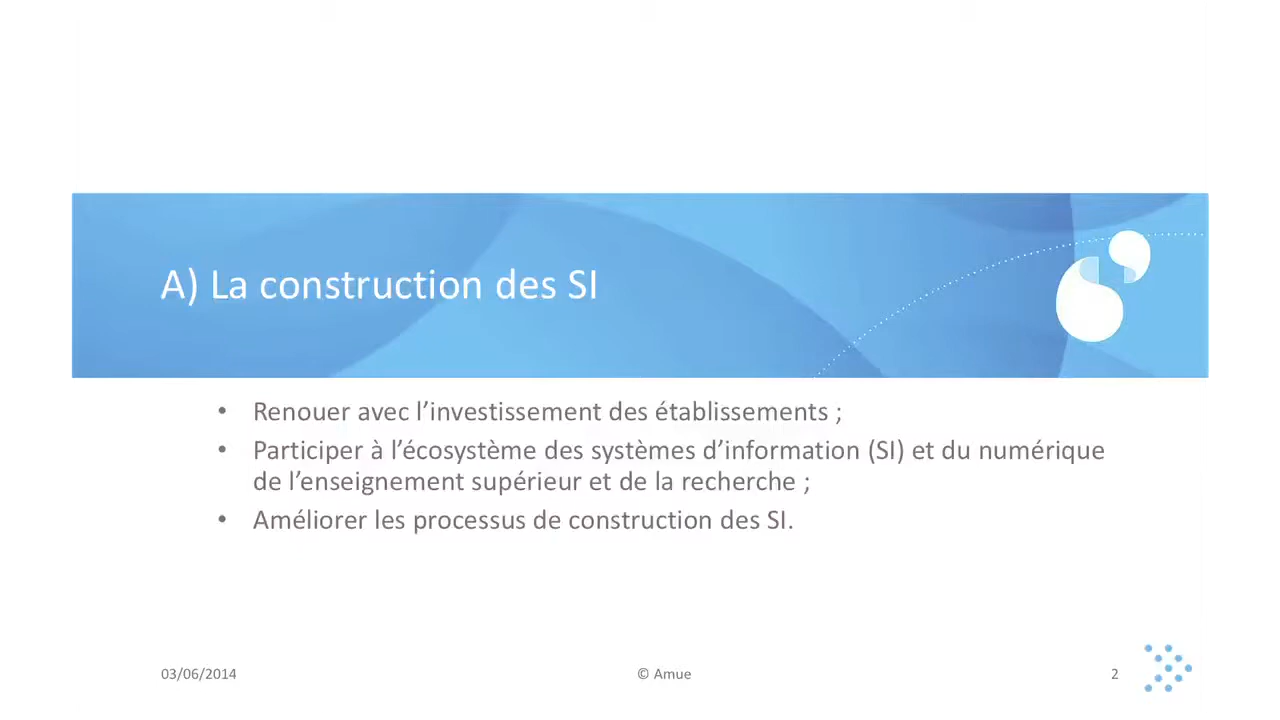 A) La construction des SI
• Renouer avec l’investissement des établissements ;
• Participer à l’écosystème des systèmes d’information (SI) et du numérique
de l’enseignement supérieur et de la recherche ;
• Améliorer les processus de construction des SI.
03/06/2014
© Amue
2